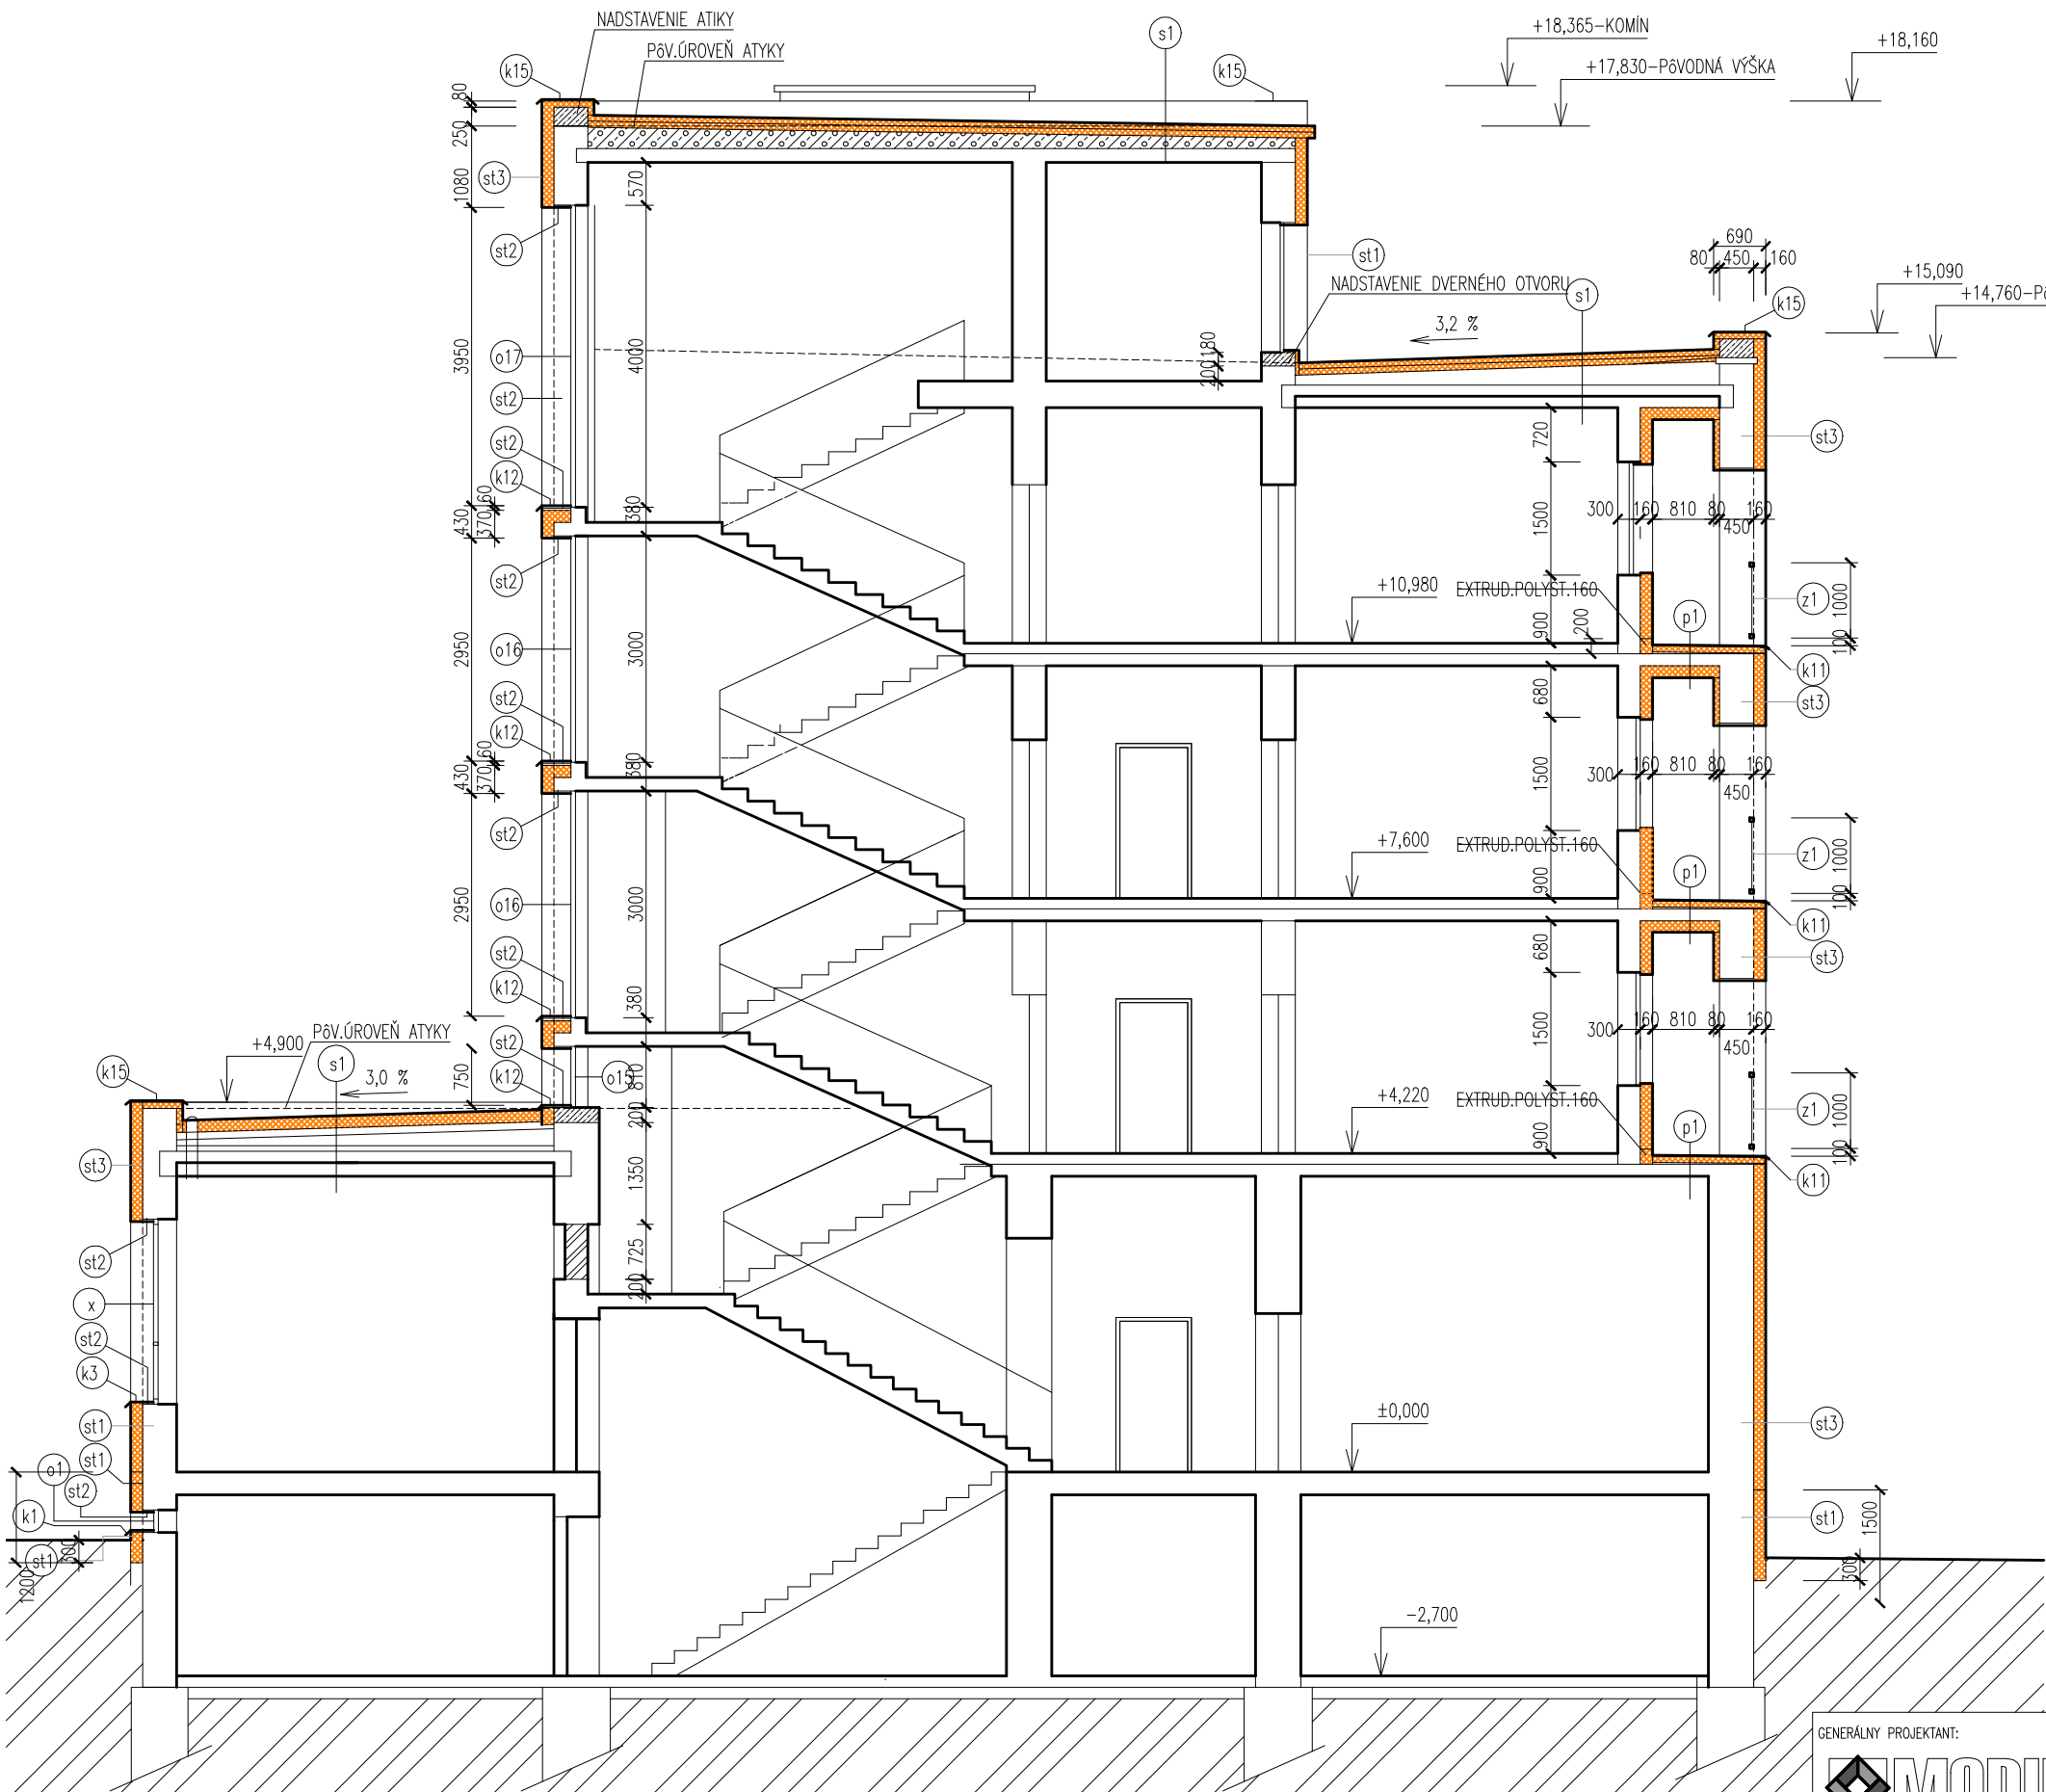 NADSTAVENIE ATIKY
PôV.ÚROVEŇ ATYKY
k15
s1
k15
+18,365-KOMÍN
+17,830-PôVODNÁ VÝŠKA
+18,160
80
250
1080
570
st3
st2
st1
NADSTAVENIE DVERNÉHO OTVORU
s1
690
80
450
160
+15,090
+14,760-Pô
k15
3,2 %
180
200
3950
o17
4000
st2
st2
k12
720
st3
60
430
370
380
st2
1500
300
160
810
80
160
450
+10,980
EXTRUD.POLYST.160
200
900
p1
z1
1000
100
k11
2950
o16
3000
st2
k12
680
st3
60
430
370
380
st2
1500
300
160
810
80
160
450
+7,600
EXTRUD.POLYST.160
900
p1
z1
1000
100
k11
2950
o16
3000
st2
k12
680
st3
380
1500
300
160
810
80
160
450
PôV.ÚROVEŇ ATYKY
+4,900
s1
k15
3,0 %
750
st2
k12
o15
810
200
+4,220
EXTRUD.POLYST.160
900
p1
z1
1000
100
k11
st3
1350
st2
725
200
x
st2
k3
st1
±0,000
st3
st1
o1
st2
k1
st1
300
1200
st1
1500
300
-2,700
GENERÁLNY PROJEKTANT: